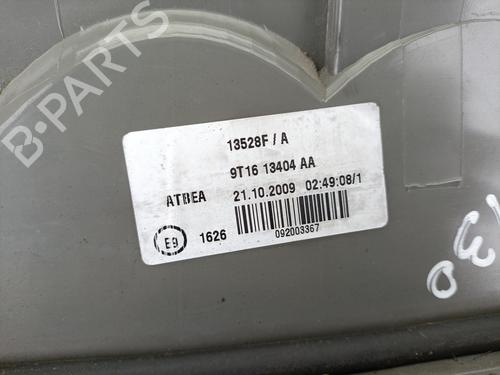 B-PARTS
13528F / A
9T16 13404 AA
ATBEA 21.10.2009 02:49:08/1
E9 1626
092003367